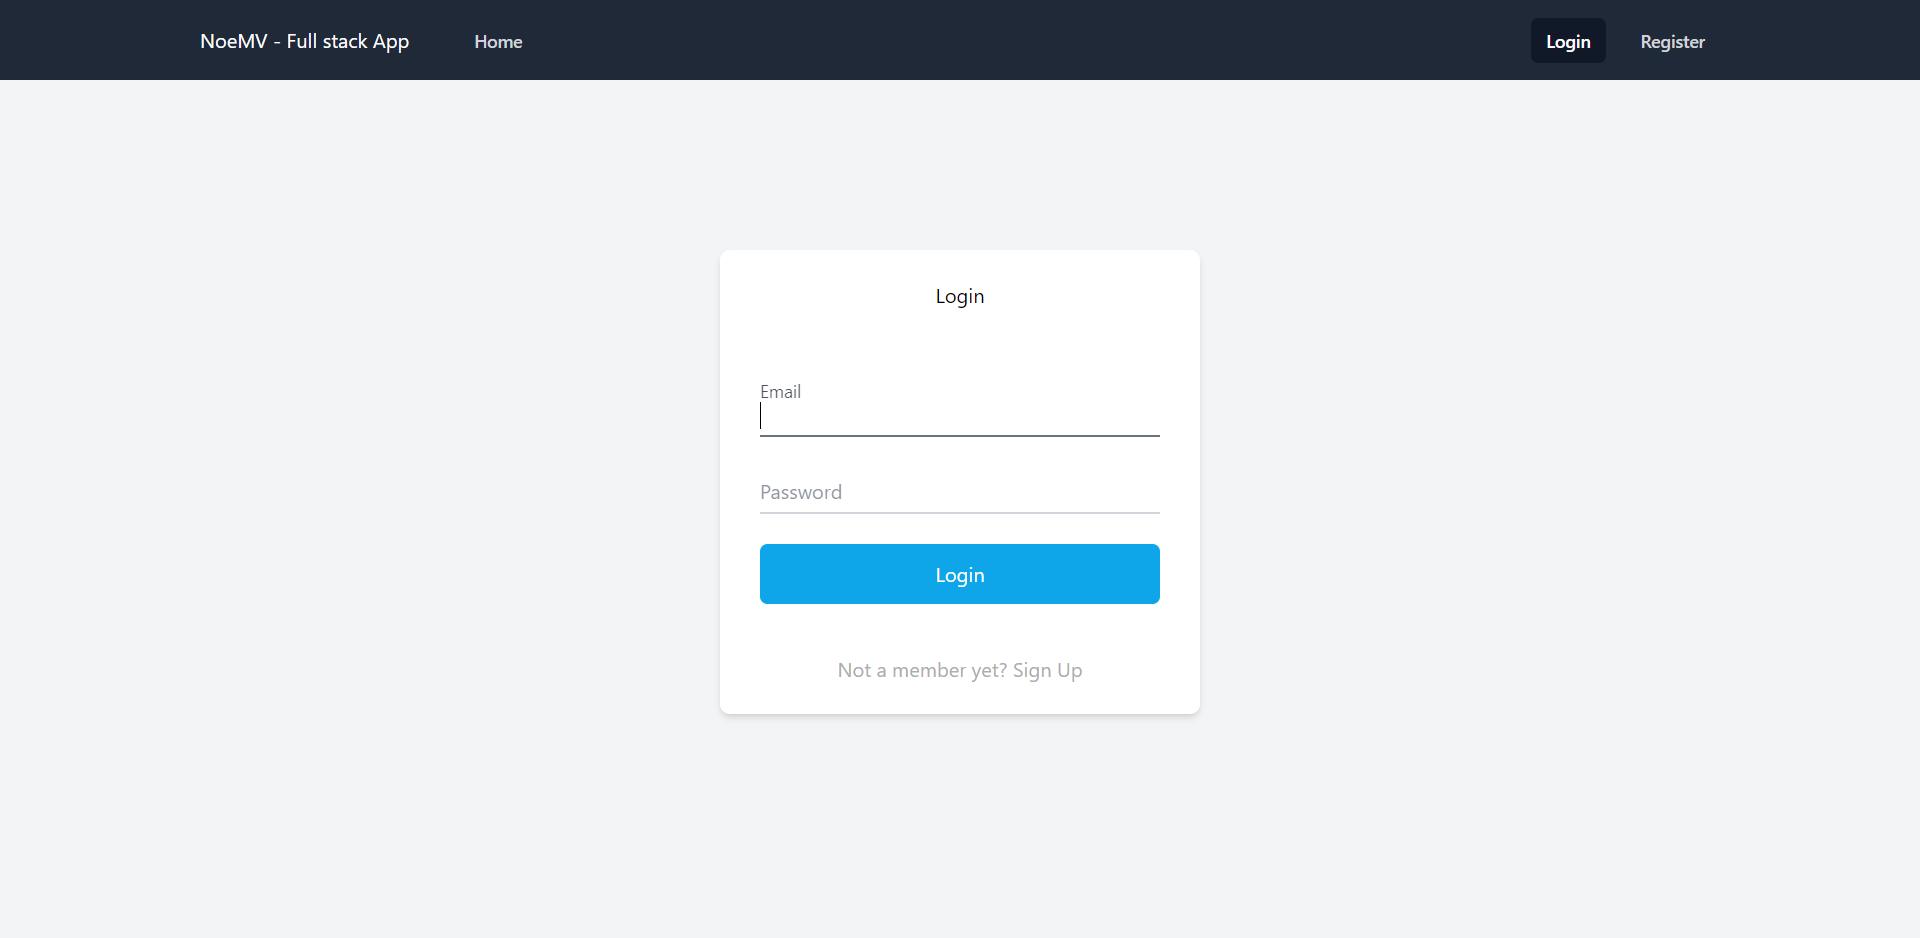 NoeMV - Full stack App Home Login Register
Login
Email
Password
Login
Not a member yet? Sign Up